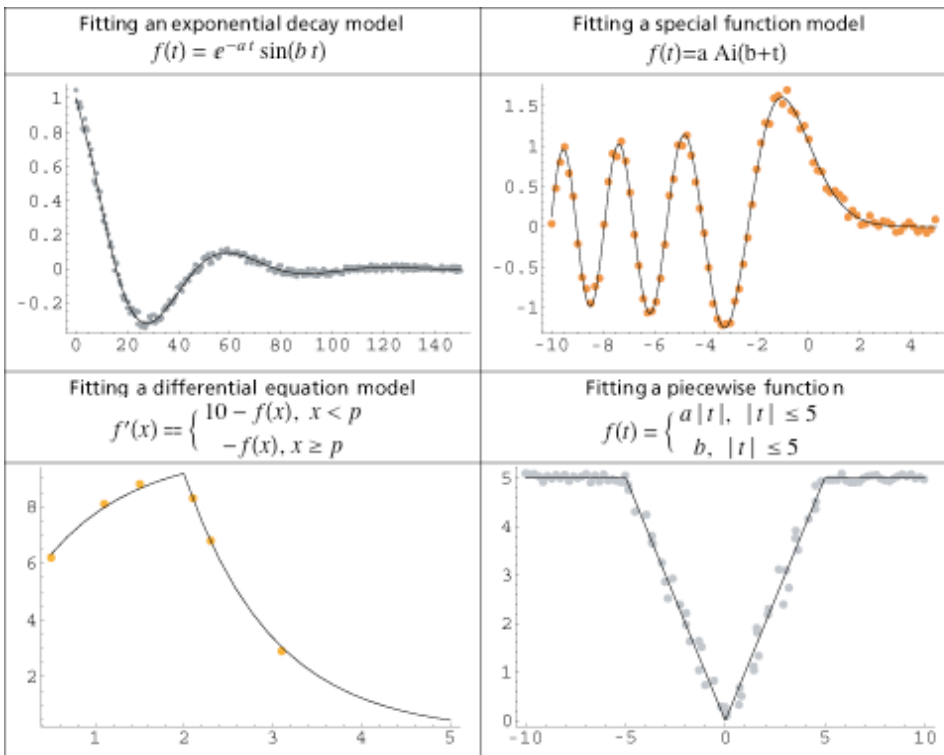 Fitting an exponential decay model
f(t) = e^{-a t} sin(b t)
1
0.8
0.6
0.4
0.2
0
-0.2
0 20 40 60 80 100 120 140
Fitting a special function model
f(t)=a Ai(b+t)
1.5
1
0.5
0
-0.5
-1
-10 -8 -6 -4 -2 0 2 4
Fitting a differential equation model
f′(x) == { 10 − f(x), x < p
−f(x), x ≥ p
8
6
4
2
1 2 3 4 5
Fitting a piecewise function
f(t) = { a | t |, | t | ≤ 5
b, | t | ≤ 5
5
4
3
2
1
0
-10 -5 0 5 10